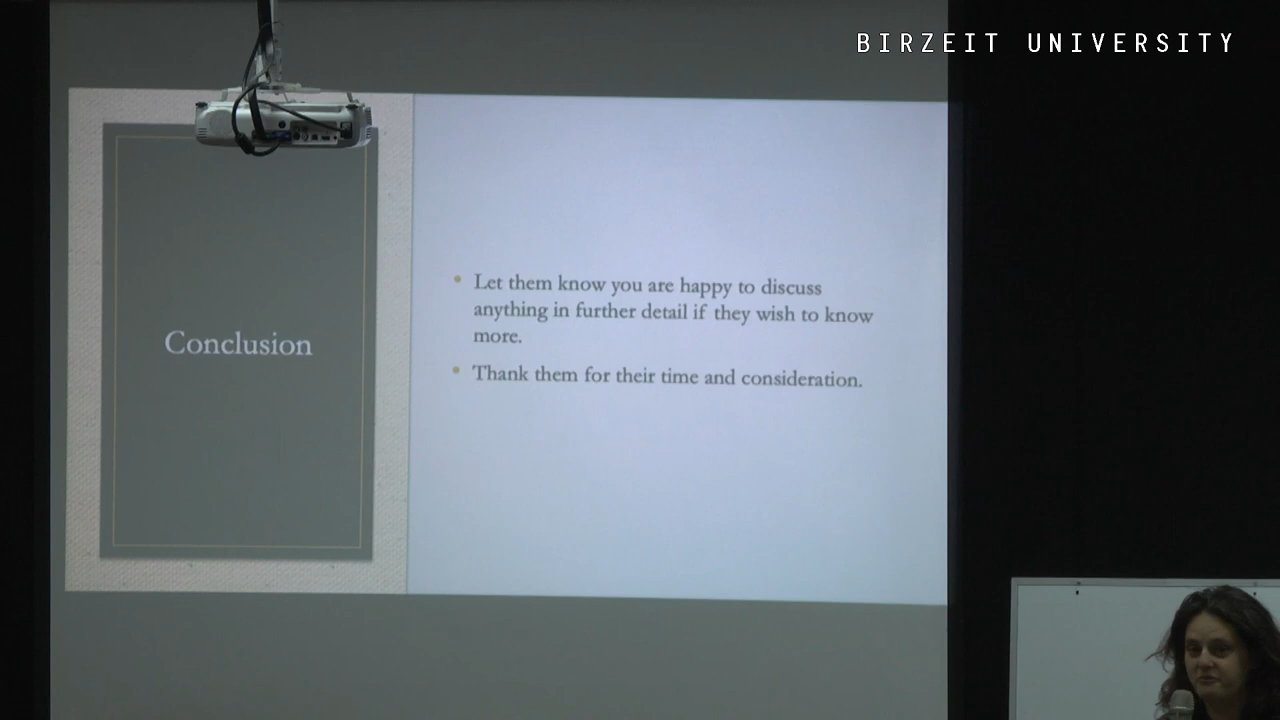 BIRZEIT UNIVERSITY
Conclusion
Let them know you are happy to discuss
anything in further detail if they wish to know
more.
Thank them for their time and consideration.